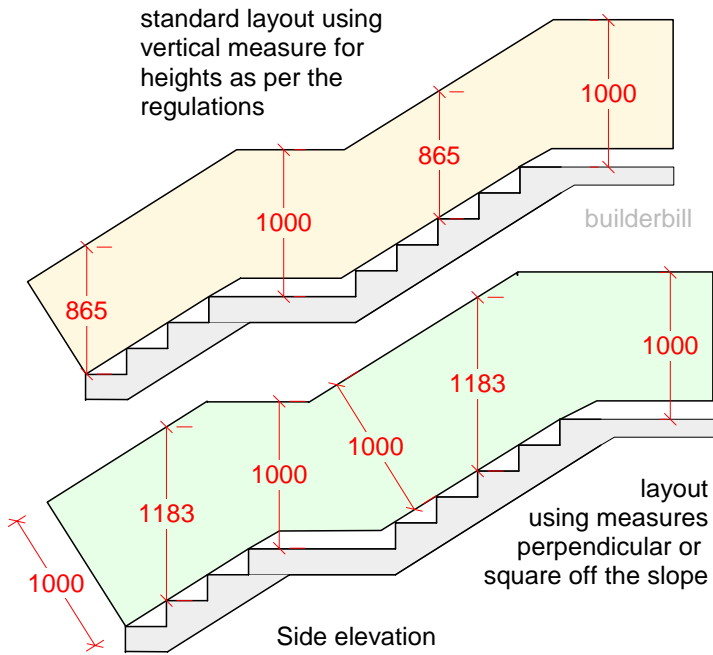 standard layout using
vertical measure for
heights as per the
regulations
1000
865
1000
865
builderbill
1000
1183
1000
1000
1183
1000
layout
using measures
perpendicular or
square off the slope
Side elevation